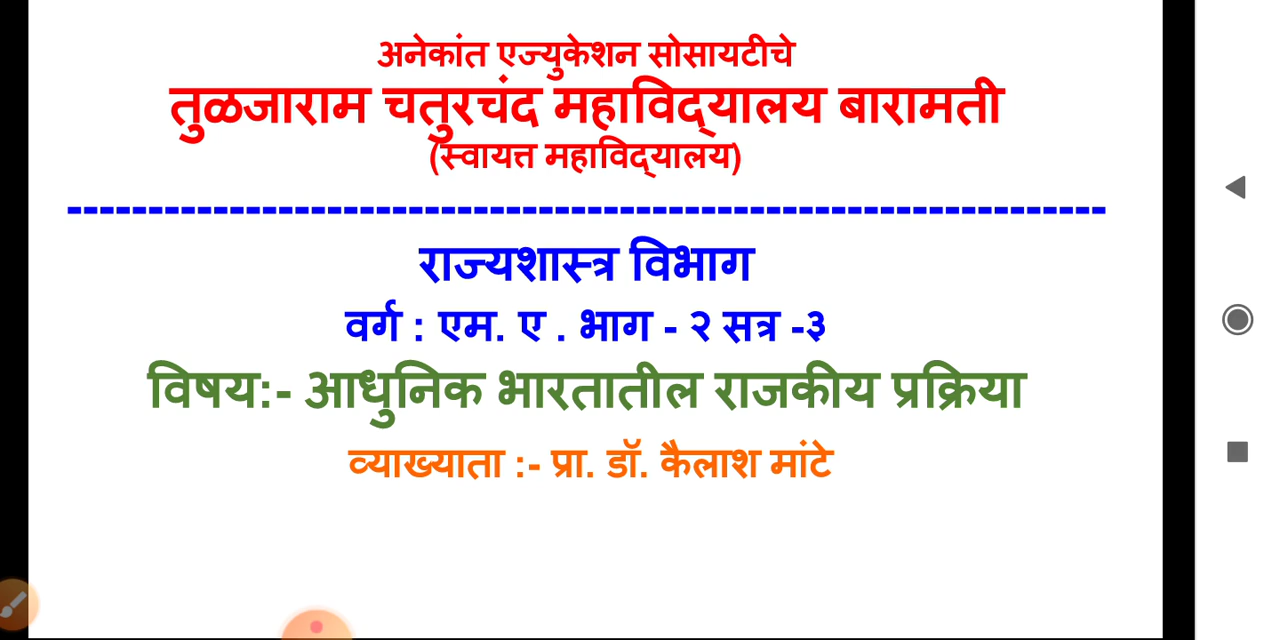 अनेकांत एज्युकेशन सोसायटीचे
तुळजाराम चतुरचंद महाविद्यालय बारामती
(स्वायत्त महाविद्यालय)
--------------------------------------------------------------
राज्यशास्त्र विभाग
वर्ग : एम. ए . भाग - २ सत्र -३
विषय:- आधुनिक भारतातील राजकीय प्रक्रिया
व्याख्याता :- प्रा. डॉ. कैलाश मांटे